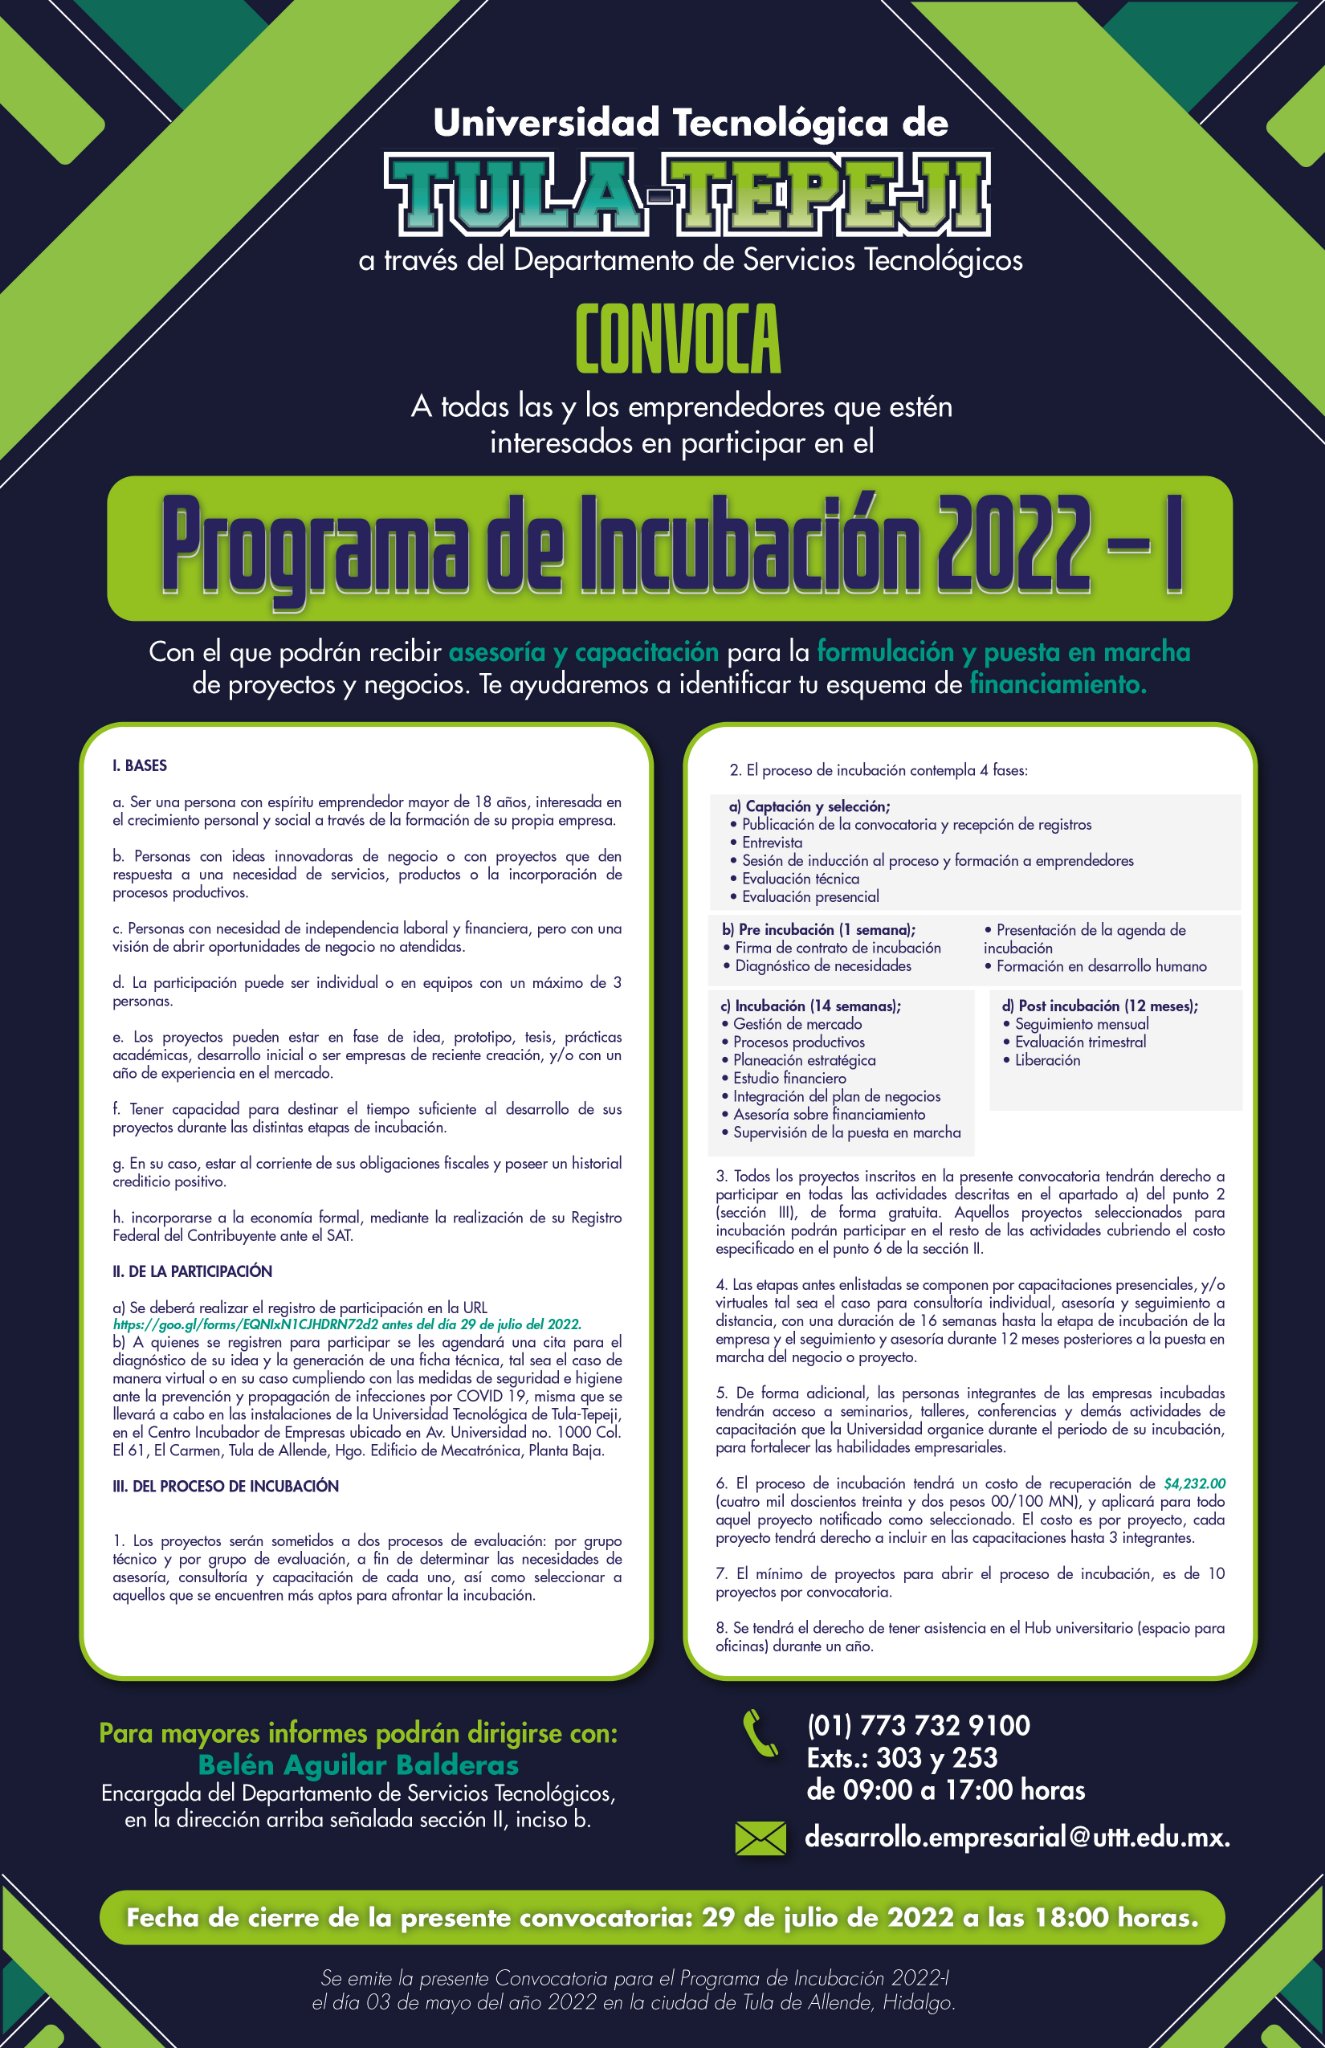 Universidad Tecnológica de
TULA-TEPEJI
a través del Departamento de Servicios Tecnológicos
CONVOCA
A todas las y los emprendedores que estén
interesados en participar en el
Programa de Incubación 2022 – I
Con el que podrán recibir asesoría y capacitación para la formulación y puesta en marcha
de proyectos y negocios. Te ayudaremos a identificar tu esquema de financiamiento.
I. BASES
a. Ser una persona con espíritu emprendedor mayor de 18 años, interesada en
el crecimiento personal y social a través de la formación de su propia empresa.
b. Personas con ideas innovadoras de negocio o con proyectos que den
respuesta a una necesidad de servicios, productos o la incorporación de
procesos productivos.
c. Personas con necesidad de independencia laboral y financiera, pero con una
visión de abrir oportunidades de negocio no atendidas.
d. La participación puede ser individual o en equipos con un máximo de 3
personas.
e. Los proyectos pueden estar en fase de idea, prototipo, tesis, prácticas
académicas, desarrollo inicial o ser empresas de reciente creación, y/o con un
año de experiencia en el mercado.
f. Tener capacidad para destinar el tiempo suficiente al desarrollo de sus
proyectos durante las distintas etapas de incubación.
g. En su caso, estar al corriente de sus obligaciones fiscales y poseer un historial
crediticio positivo.
h. incorporarse a la economía formal, mediante la realización de su Registro
Federal del Contribuyente ante el SAT.
II. DE LA PARTICIPACIÓN
a) Se deberá realizar el registro de participación en la URL
https://goo.gl/forms/EQNIxN1CJHDRN72d2 antes del día 29 de julio del 2022.
b) A quienes se registren para participar se les agendará una cita para el
diagnóstico de su idea y la generación de una ficha técnica, tal sea el caso de
manera virtual o en su caso cumpliendo con las medidas de seguridad e higiene
ante la prevención y propagación de infecciones por COVID 19, misma que se
llevará a cabo en las instalaciones de la Universidad Tecnológica de Tula-Tepeji,
en el Centro Incubador de Empresas ubicado en Av. Universidad no. 1000 Col.
El 61, El Carmen, Tula de Allende, Hgo. Edificio de Mecatrónica, Planta Baja.
III. DEL PROCESO DE INCUBACIÓN
1. Los proyectos serán sometidos a dos procesos de evaluación: por grupo
técnico y por grupo de evaluación, a fin de determinar las necesidades de
asesoría, consultoría y capacitación de cada uno, así como seleccionar a
aquellos que se encuentren más aptos para afrontar la incubación.
2. El proceso de incubación contempla 4 fases:
a) Captación y selección;
• Publicación de la convocatoria y recepción de registros
• Entrevista
• Sesión de inducción al proceso y formación a emprendedores
• Evaluación técnica
• Evaluación presencial
b) Pre incubación (1 semana);
• Firma de contrato de incubación
• Diagnóstico de necesidades
• Presentación de la agenda de
incubación
• Formación en desarrollo humano
c) Incubación (14 semanas);
• Gestión de mercado
• Procesos productivos
• Planeación estratégica
• Estudio financiero
• Integración del plan de negocios
• Asesoría sobre financiamiento
• Supervisión de la puesta en marcha
d) Post incubación (12 meses);
• Seguimiento mensual
• Evaluación trimestral
• Liberación
3. Todos los proyectos inscritos en la presente convocatoria tendrán derecho a
participar en todas las actividades descritas en el apartado a) del punto 2
(sección III), de forma gratuita. Aquellos proyectos seleccionados para
incubación podrán participar en el resto de las actividades cubriendo el costo
especificado en el punto 6 de la sección II.
4. Las etapas antes enlistadas se componen por capacitaciones presenciales, y/o
virtuales tal sea el caso para consultoría individual, asesoría y seguimiento a
distancia, con una duración de 16 semanas hasta la etapa de incubación de la
empresa y el seguimiento y asesoría durante 12 meses posteriores a la puesta en
marcha del negocio o proyecto.
5. De forma adicional, las personas integrantes de las empresas incubadas
tendrán acceso a seminarios, talleres, conferencias y demás actividades de
capacitación que la Universidad organice durante el periodo de su incubación,
para fortalecer las habilidades empresariales.
6. El proceso de incubación tendrá un costo de recuperación de $4,232.00
(cuatro mil doscientos treinta y dos pesos 00/100 MN), y aplicará para todo
aquel proyecto notificado como seleccionado. El costo es por proyecto, cada
proyecto tendrá derecho a incluir en las capacitaciones hasta 3 integrantes.
7. El mínimo de proyectos para abrir el proceso de incubación, es de 10
proyectos por convocatoria.
8. Se tendrá el derecho de tener asistencia en el Hub universitario (espacio para
oficinas) durante un año.
Para mayores informes podrán dirigirse con:
Belén Aguilar Balderas
Encargada del Departamento de Servicios Tecnológicos,
en la dirección arriba señalada sección II, inciso b.
(01) 773 732 9100
Exts.: 303 y 253
de 09:00 a 17:00 horas
desarrollo.empresarial@uttt.edu.mx.
Fecha de cierre de la presente convocatoria: 29 de julio de 2022 a las 18:00 horas.
Se emite la presente Convocatoria para el Programa de Incubación 2022-I
el día 03 de mayo del año 2022 en la ciudad de Tula de Allende, Hidalgo.